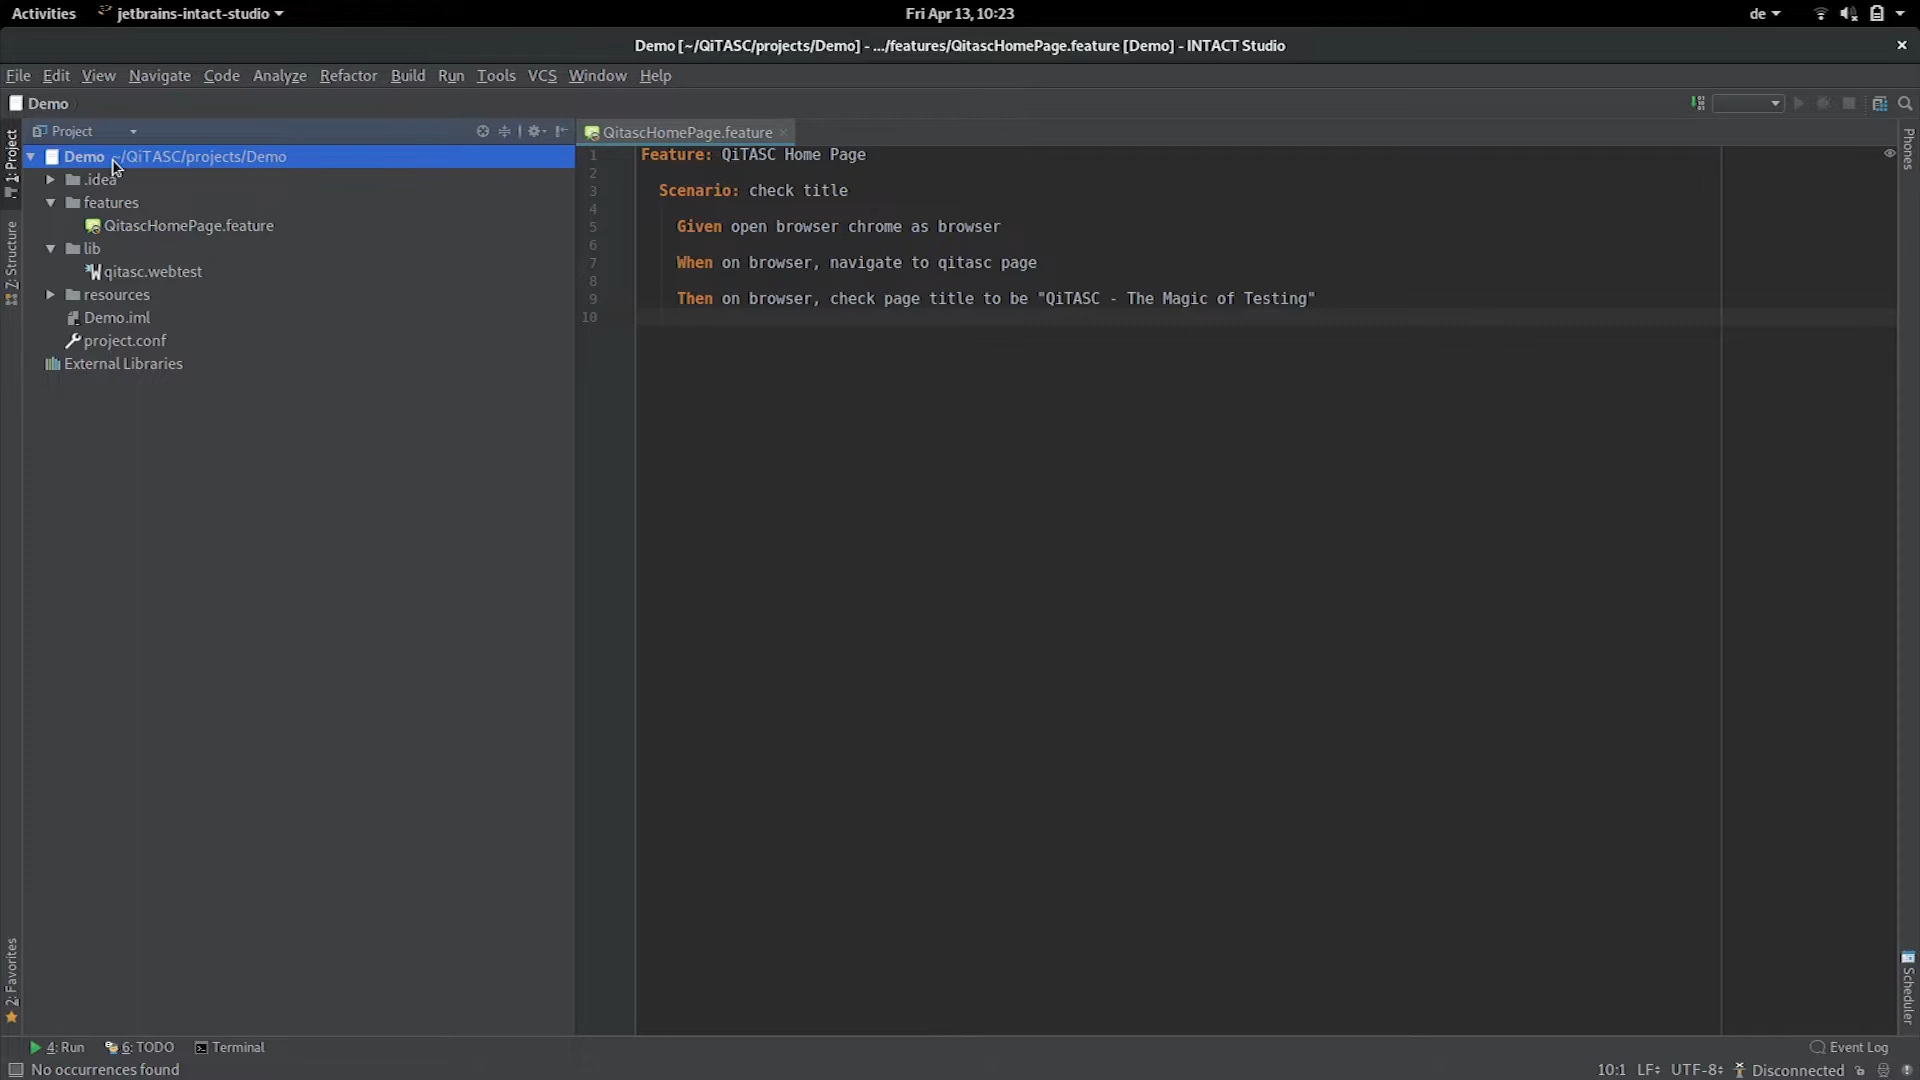 Activities jetbrains-intact-studio Fri Apr 13, 10:23 de
Demo [~/QiTASC/projects/Demo] - .../features/QitascHomePage.feature [Demo] - INTACT Studio
File Edit View Navigate Code Analyze Refactor Build Run Tools VCS Window Help
Demo
Project
QitascHomePage.feature
Demo ~/QiTASC/projects/Demo
.idea
features
QitascHomePage.feature
lib
qitasc.webtest
resources
Demo.iml
project.conf
External Libraries
1 Feature: QiTASC Home Page
2
3 Scenario: check title
4
5 Given open browser chrome as browser
6
7 When on browser, navigate to qitasc page
8
9 Then on browser, check page title to be "QiTASC - The Magic of Testing"
10
1: Project
7: Structure
2: Favorites
Phones
Scheduler
4: Run 6: TODO Terminal Event Log
No occurrences found 10:1 LF UTF-8 Disconnected